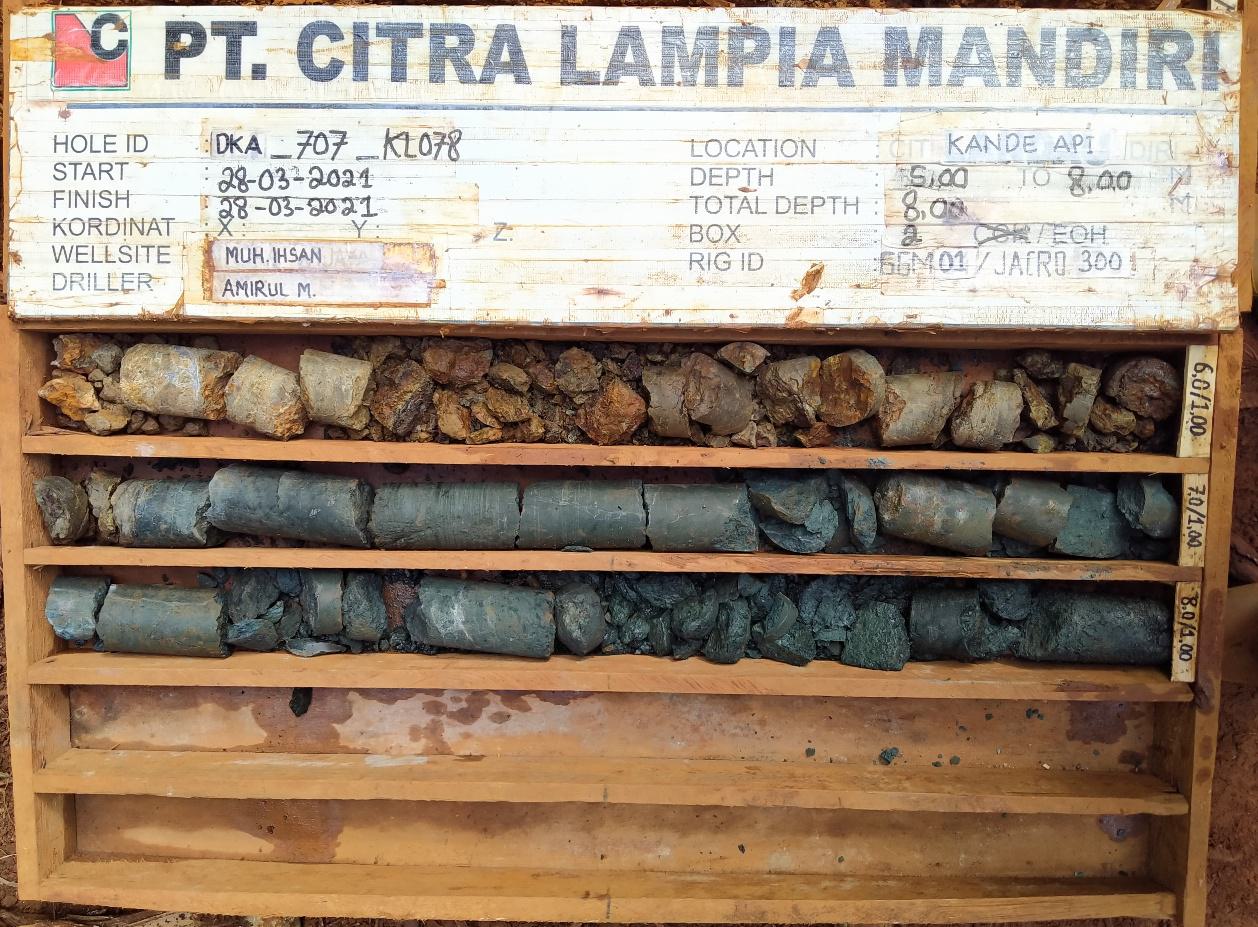 C PT. CITRA LAMPIA MANDIRI
HOLE ID : DKA_707_KL078
START : 28-03-2021
FINISH : 28-03-2021
KORDINAT : X : Y : Z.
WELLSITE MUH. IHSAN
DRILLER AMIRUL M.
LOCATION : KANDE API
DEPTH : 5,00 TO 8,00 M
TOTAL DEPTH : 8,00 M
BOX : 2 / EOH
RIG ID : GGM01 / JACRO 300
6.0/1,00
7.0/1,00
8.0/1.00